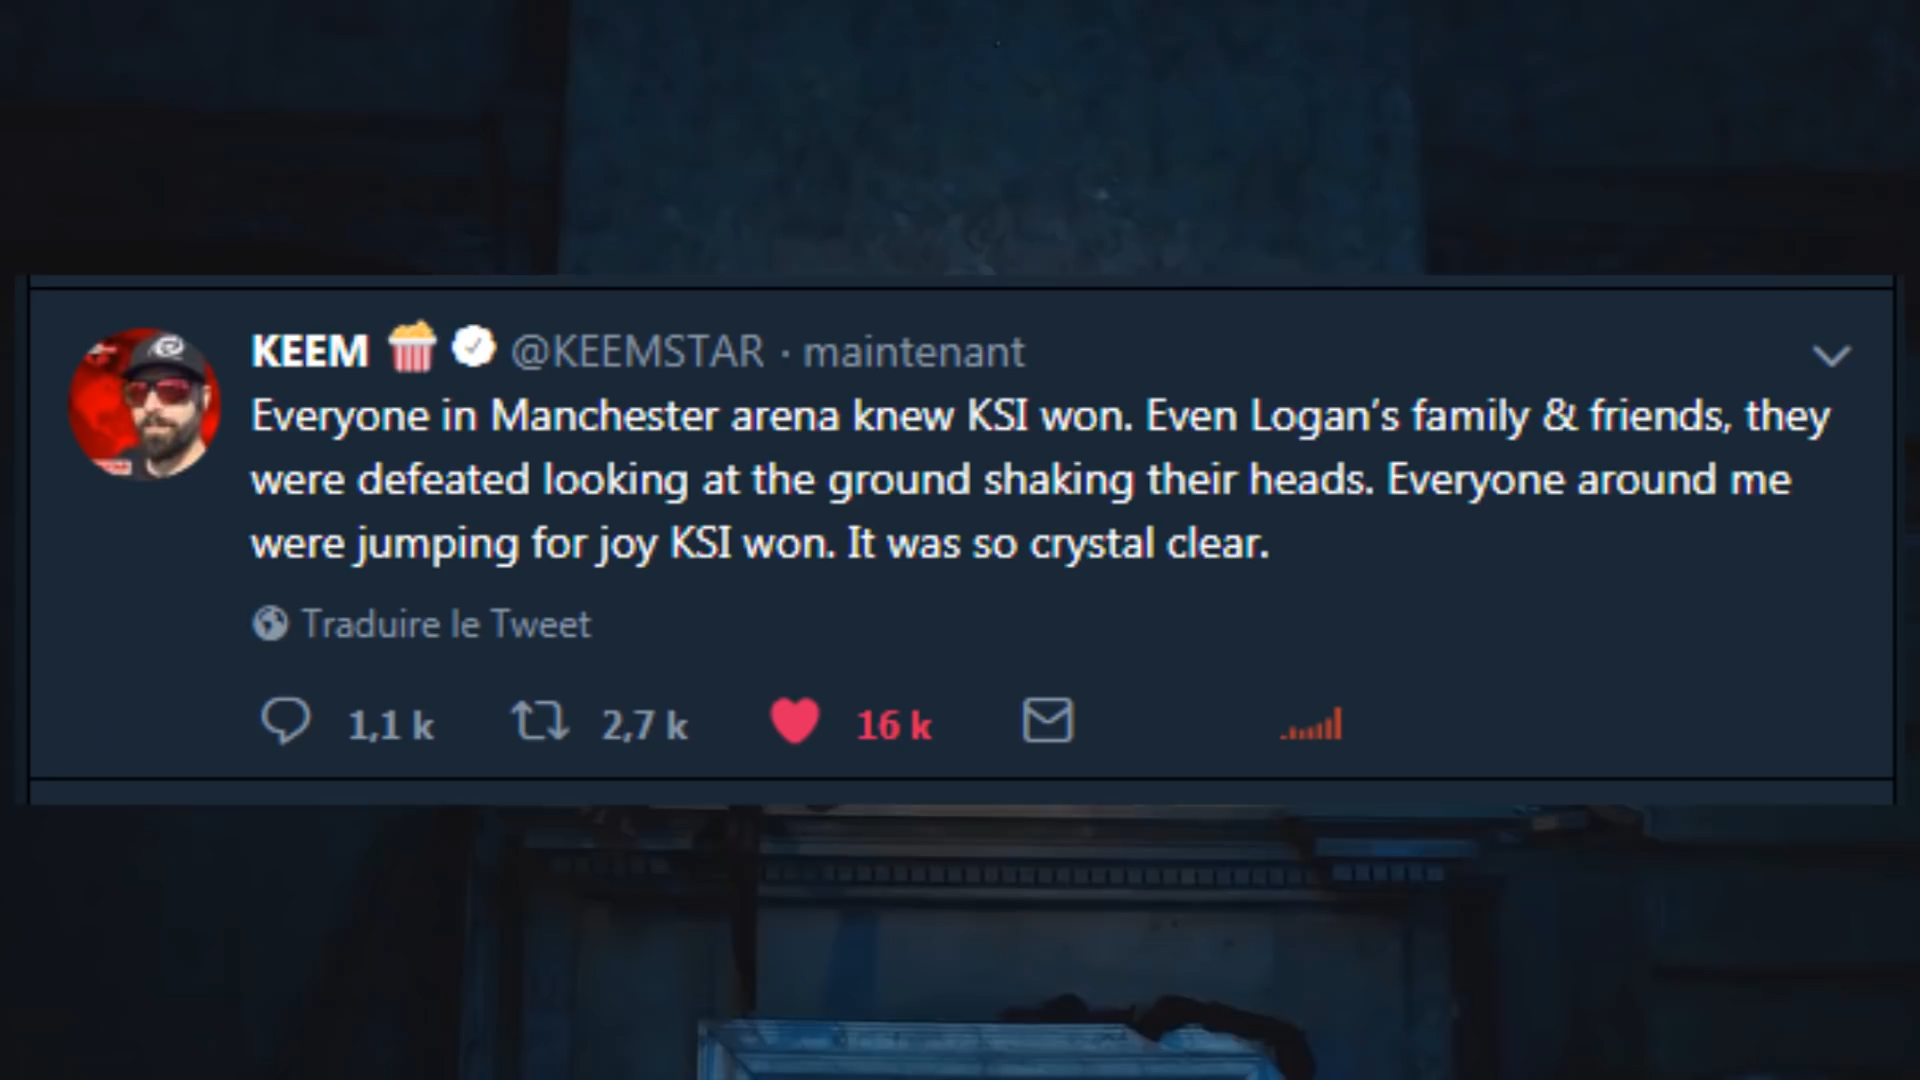 KEEM 🍿 @KEEMSTAR · maintenant
Everyone in Manchester arena knew KSI won. Even Logan’s family & friends, they
were defeated looking at the ground shaking their heads. Everyone around me
were jumping for joy KSI won. It was so crystal clear.
Traduire le Tweet
1,1 k 2,7 k 16 k